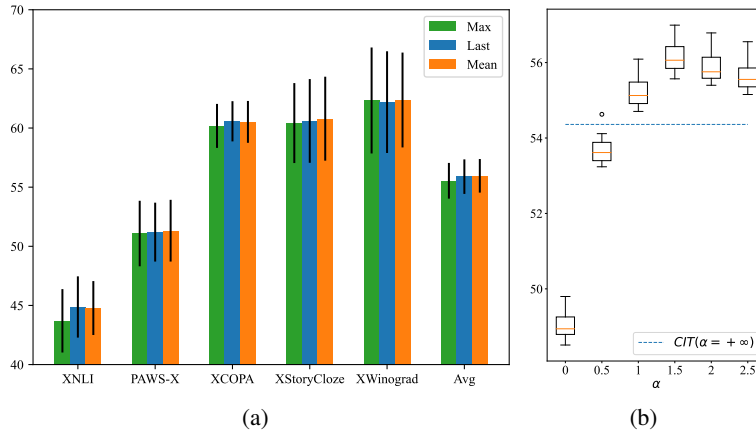 70
65
60
55
50
45
40
Max
Last
Mean
XNLI PAWS-X XCOPA XStoryCloze XWinograd Avg
(a)
56
54
52
50
CIT(α = +∞)
0 0.5 1 1.5 2 2.5
α
(b)